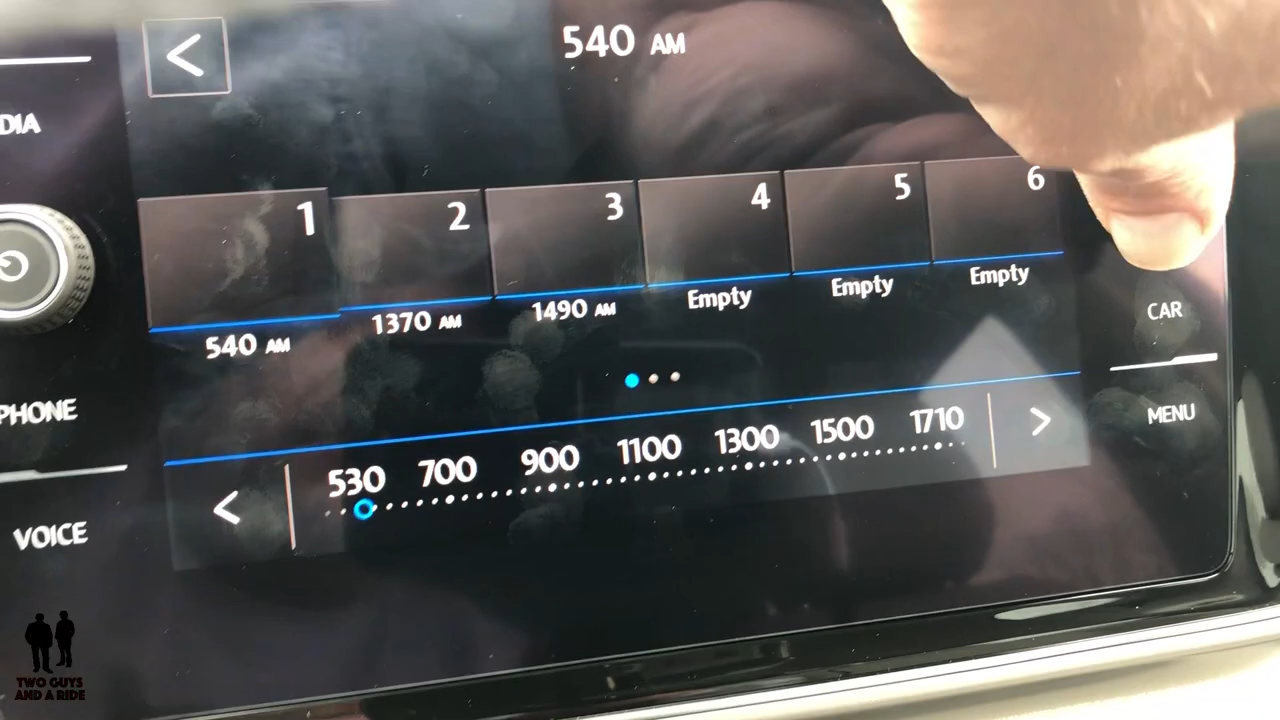 540 AM
DIA
1 2 3 4 5 6
540 AM 1370 AM 1490 AM Empty Empty Empty
CAR
PHONE
MENU
530 700 900 1100 1300 1500 1710
VOICE
TWO GUYS
AND A RIDE